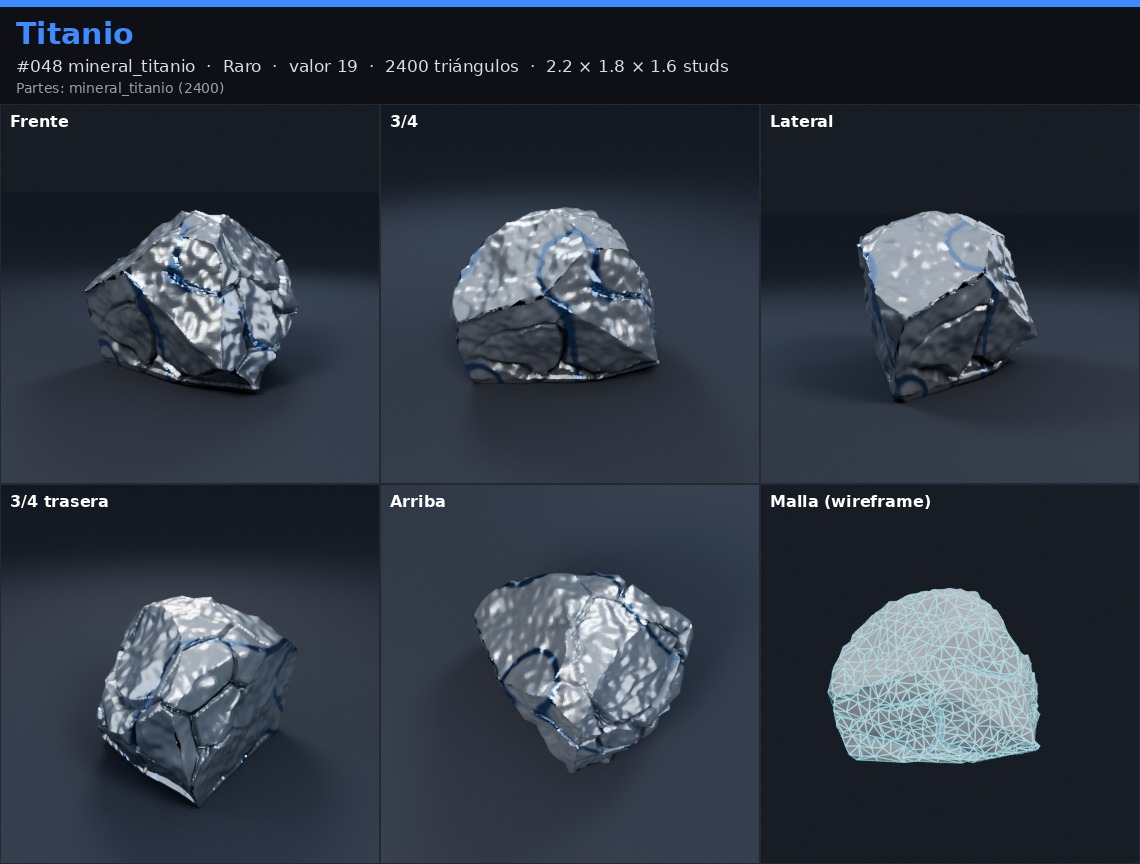 Titanio
#048 mineral_titanio · Raro · valor 19 · 2400 triángulos · 2.2 × 1.8 × 1.6 studs
Partes: mineral_titanio (2400)
Frente
3/4
Lateral
3/4 trasera
Arriba
Malla (wireframe)